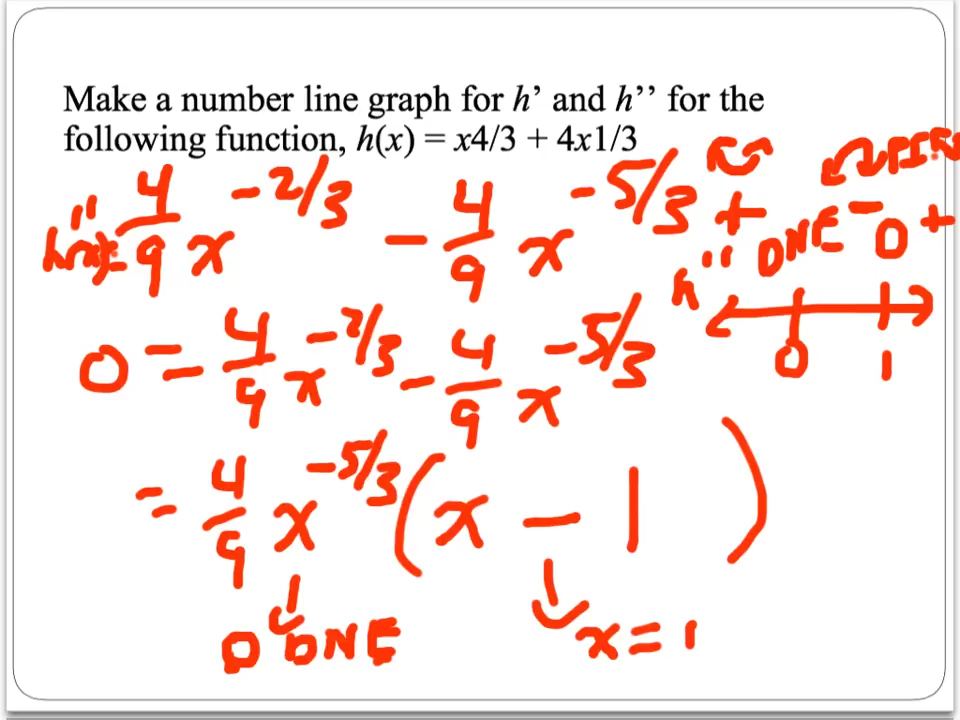 Make a number line graph for h’ and h’’ for the
following function, h(x) = x4/3 + 4x1/3
h''(x) = 4/9 x -2/3 - 4/9 x -5/3
+ DNE - 0 +
h''
0 1
0 = 4/9 x -2/3 - 4/9 x -5/3
= 4/9 x -5/3 (x - 1)
0 DNE x = 1